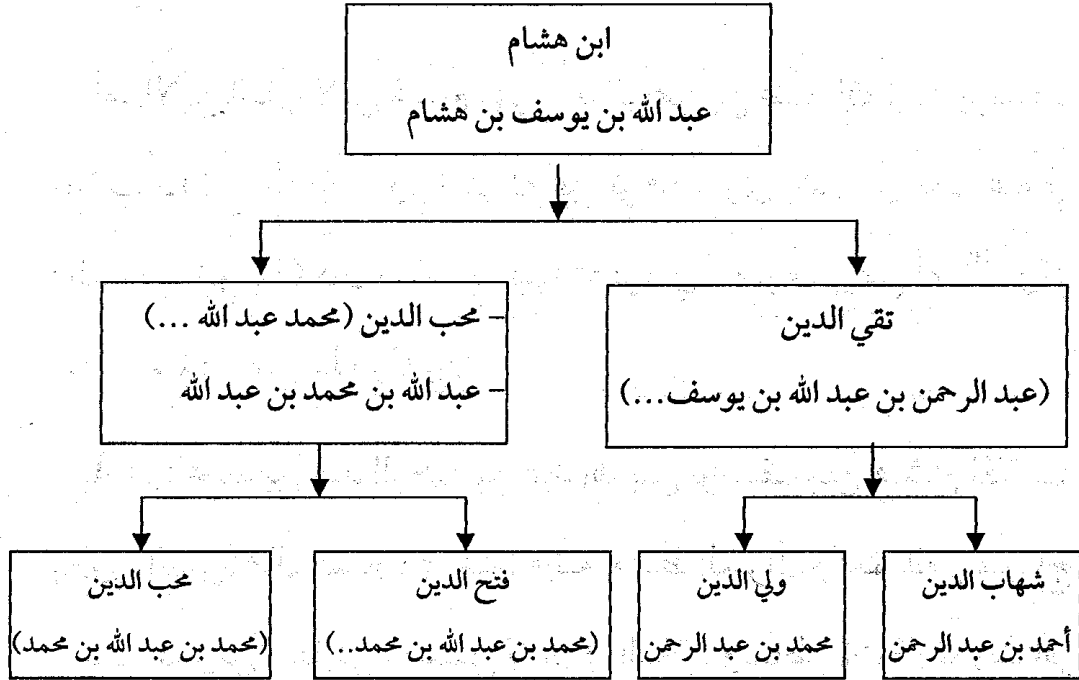 ابن هشام
عبد الله بن يوسف بن هشام
تقي الدين
(عبد الرحمن بن عبد الله بن يوسف...)
– محب الدين (محمد عبد الله ...)
– عبد الله بن محمد بن عبد الله
شهاب الدين
أحمد بن عبد الرحمن
ولي الدين
محمد بن عبد الرحمن
فتح الدين
(محمد بن عبد الله بن محمد..)
محب الدين
(محمد بن عبد الله بن محمد)